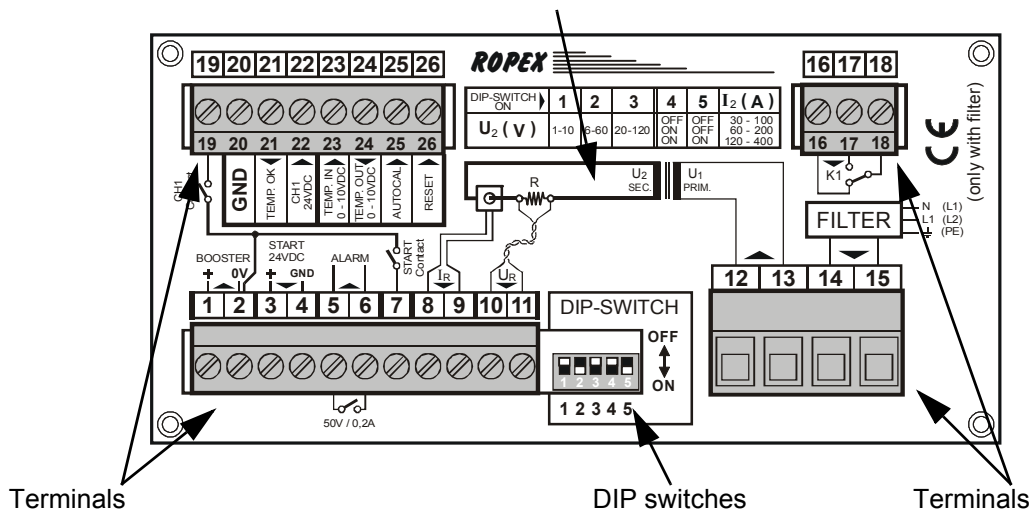 19 20 21 22 23 24 25 26
ROPEX
16 17 18
DIP-SWITCH ON 1 2 3 4 5 I₂ (A)
U₂ (V) 1-10 6-60 20-120 OFF ON ON OFF OFF ON 30 - 100 60 - 200 120 - 400
19 20 21 22 23 24 25 26
16 17 18
CH1
GND
TEMP. OK
CH1 24VDC
TEMP. IN 0 - 10VDC
TEMP. OUT 0 - 10VDC
AUTOCAL
RESET
R
U₂ SEC.
U₁ PRIM.
K1
CE
(only with filter)
FILTER
N (L1)
L1 (L2)
(PE)
BOOSTER
+ 0V
START 24VDC
+ GND
ALARM
START Contact
I_R
U_R
1 2 3 4 5 6 7 8 9 10 11
DIP-SWITCH
OFF
ON
1 2 3 4 5
1 2 3 4 5
12 13 14 15
50V / 0,2A
Terminals
DIP switches
Terminals